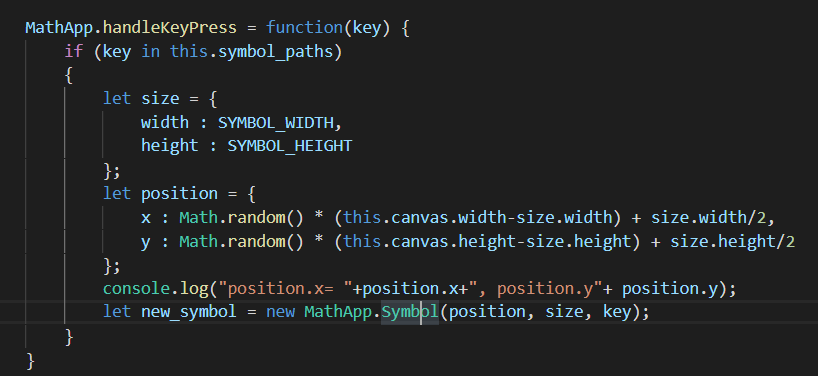 MathApp.handleKeyPress = function(key) {
    if (key in this.symbol_paths)
    {
        let size = {
            width : SYMBOL_WIDTH,
            height : SYMBOL_HEIGHT
        };
        let position = {
            x : Math.random() * (this.canvas.width-size.width) + size.width/2,
            y : Math.random() * (this.canvas.height-size.height) + size.height/2
        };
        console.log("position.x= "+position.x+", position.y"+ position.y);
        let new_symbol = new MathApp.Symbol(position, size, key);
    }
}